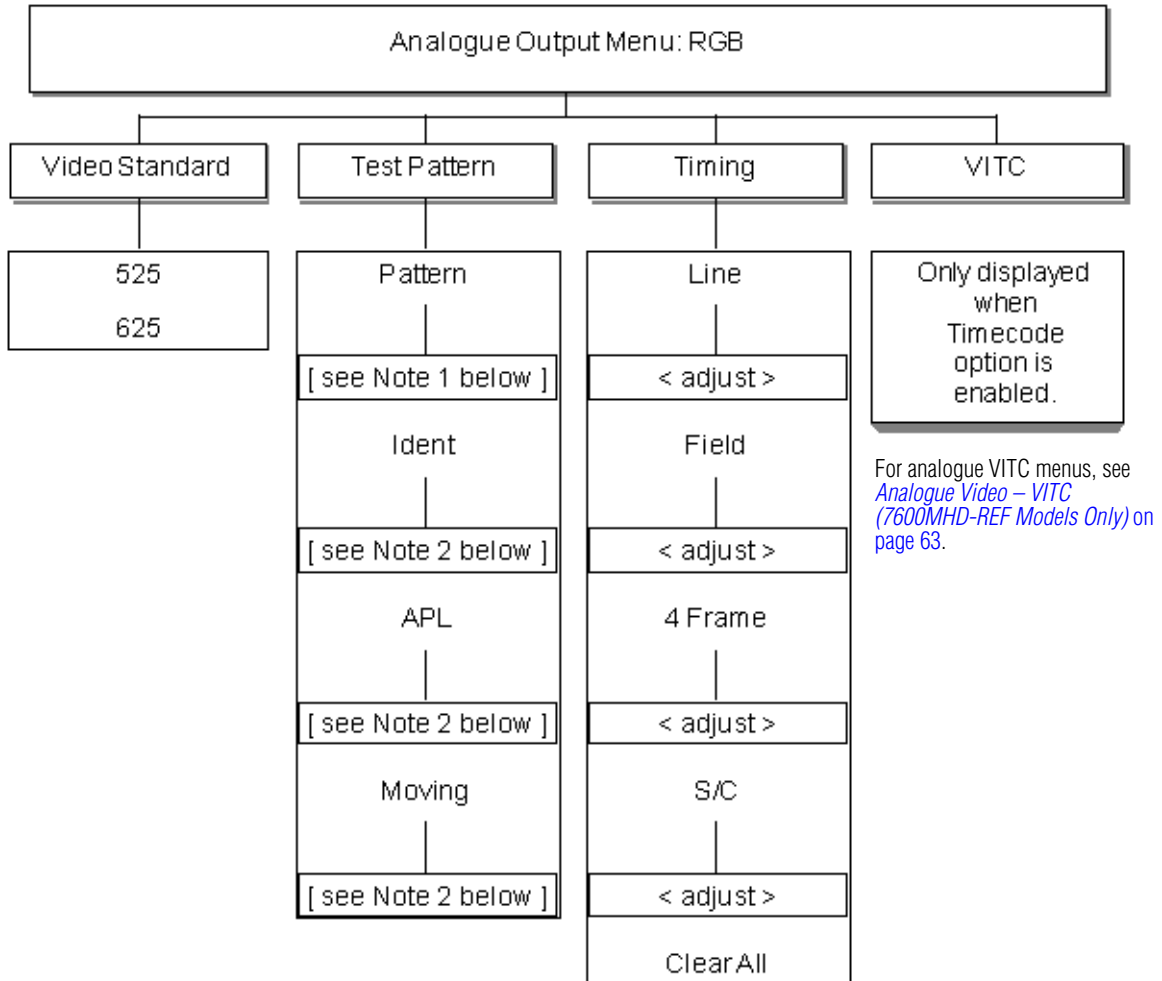 Analogue Output Menu: RGB
Video Standard
Test Pattern
Timing
VITC
525
625
Pattern
[ see Note 1 below ]
Ident
[ see Note 2 below ]
APL
[ see Note 2 below ]
Moving
[ see Note 2 below ]
Line
< adjust >
Field
< adjust >
4 Frame
< adjust >
S/C
< adjust >
Clear All
Only displayed
when
Timecode
option is
enabled.
For analogue VITC menus, see
Analogue Video – VITC
(7600MHD-REF Models Only) on
page 63.